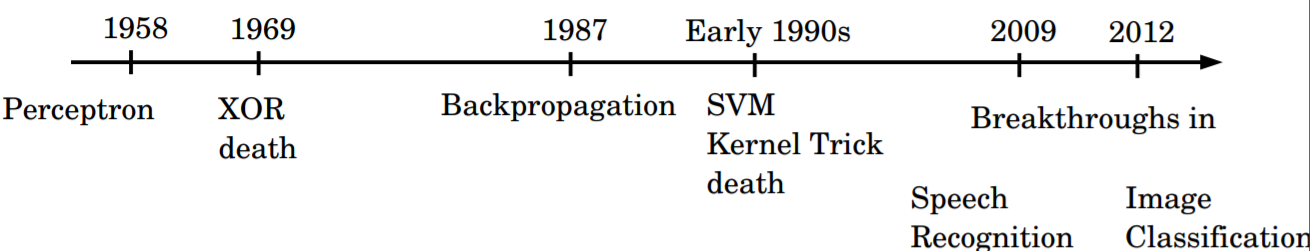 1958 1969 1987 Early 1990s 2009 2012
Perceptron XOR Backpropagation SVM Breakthroughs in
death Kernel Trick
death
Speech Image
Recognition Classification